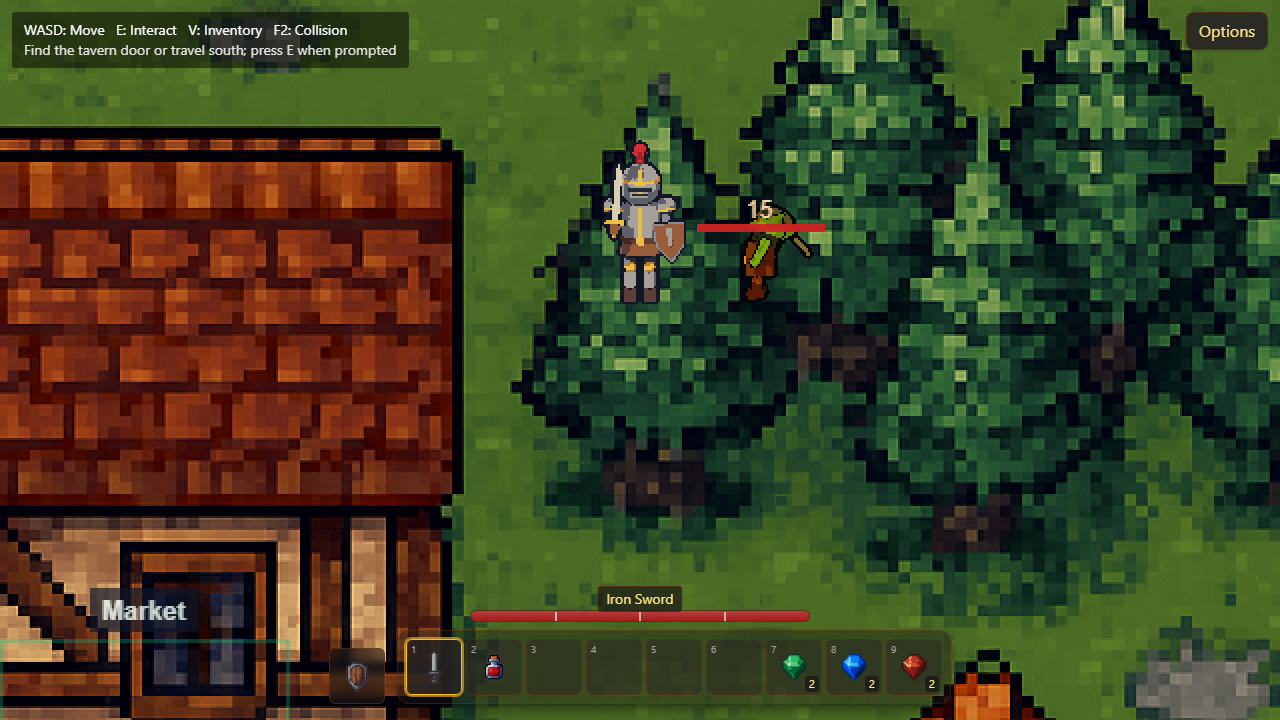 WASD: Move E: Interact V: Inventory F2: Collision
Find the tavern door or travel south; press E when prompted
Options
15
Market
Iron Sword
1 2 3 4 5 6 7 8 9
2 2 2